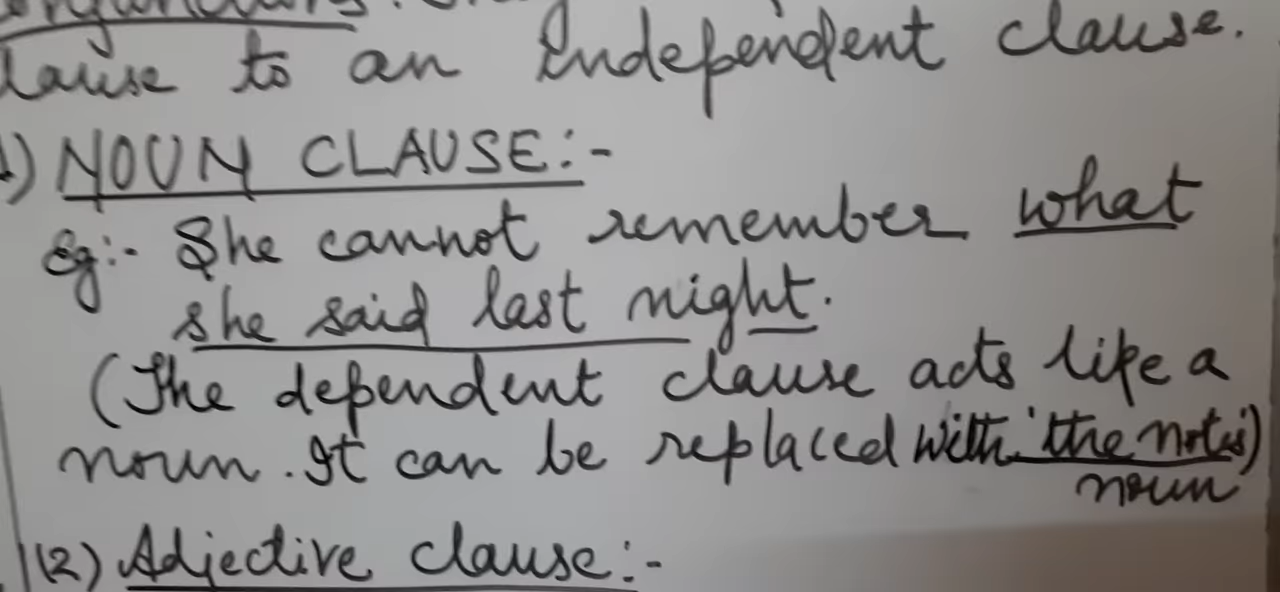 clause to an Independent clause.
1) NOUN CLAUSE:-
Eg:- She cannot remember what
she said last night.
(The dependent clause acts like a
noun. It can be replaced with 'the notes')
noun
(2) Adjective clause:-